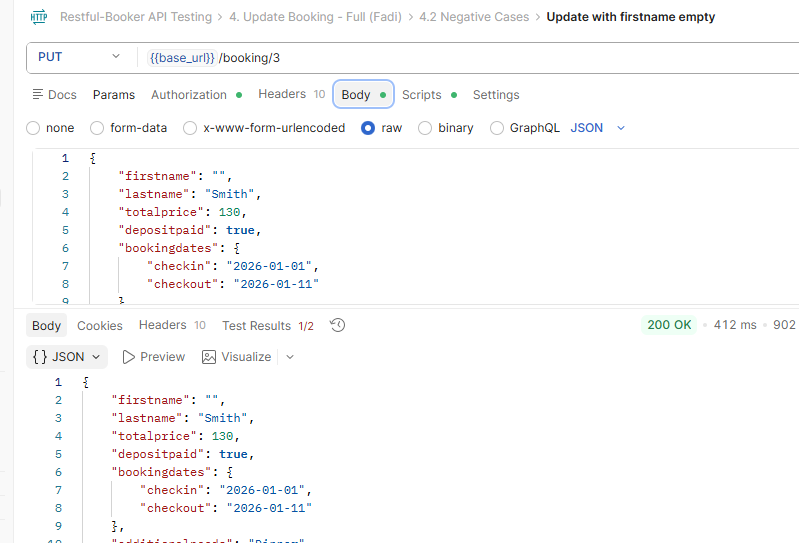 HTTP Restful-Booker API Testing > 4. Update Booking - Full (Fadi) > 4.2 Negative Cases > Update with firstname empty
PUT {{base_url}} /booking/3
Docs Params Authorization Headers 10 Body Scripts Settings
none form-data x-www-form-urlencoded raw binary GraphQL JSON
1 {
2 "firstname": "",
3 "lastname": "Smith",
4 "totalprice": 130,
5 "depositpaid": true,
6 "bookingdates": {
7 "checkin": "2026-01-01",
8 "checkout": "2026-01-11"
9 }
Body Cookies Headers 10 Test Results 1/2 200 OK • 412 ms • 902
{} JSON Preview Visualize
1 {
2 "firstname": "",
3 "lastname": "Smith",
4 "totalprice": 130,
5 "depositpaid": true,
6 "bookingdates": {
7 "checkin": "2026-01-01",
8 "checkout": "2026-01-11"
9 },